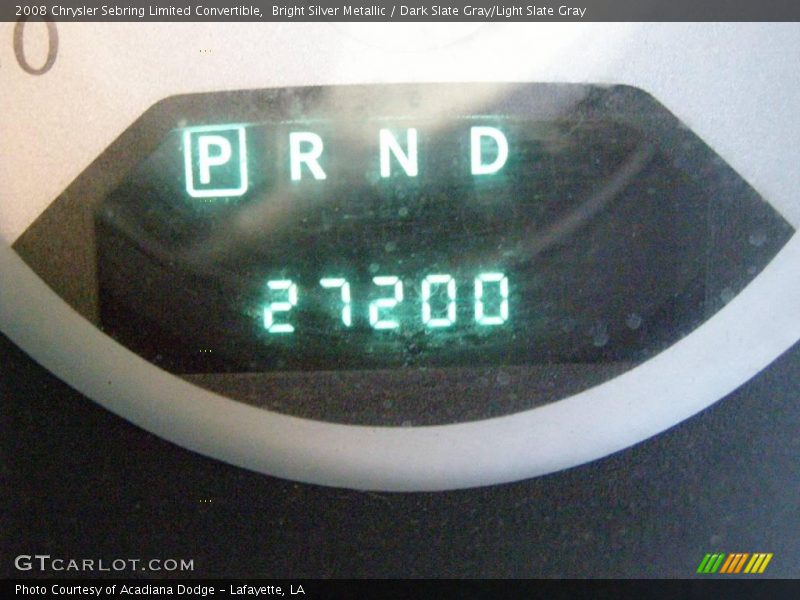 2008 Chrysler Sebring Limited Convertible,  Bright Silver Metallic / Dark Slate Gray/Light Slate Gray
0
P R N D
27200
GTCARLOT.COM
Photo Courtesy of Acadiana Dodge - Lafayette, LA